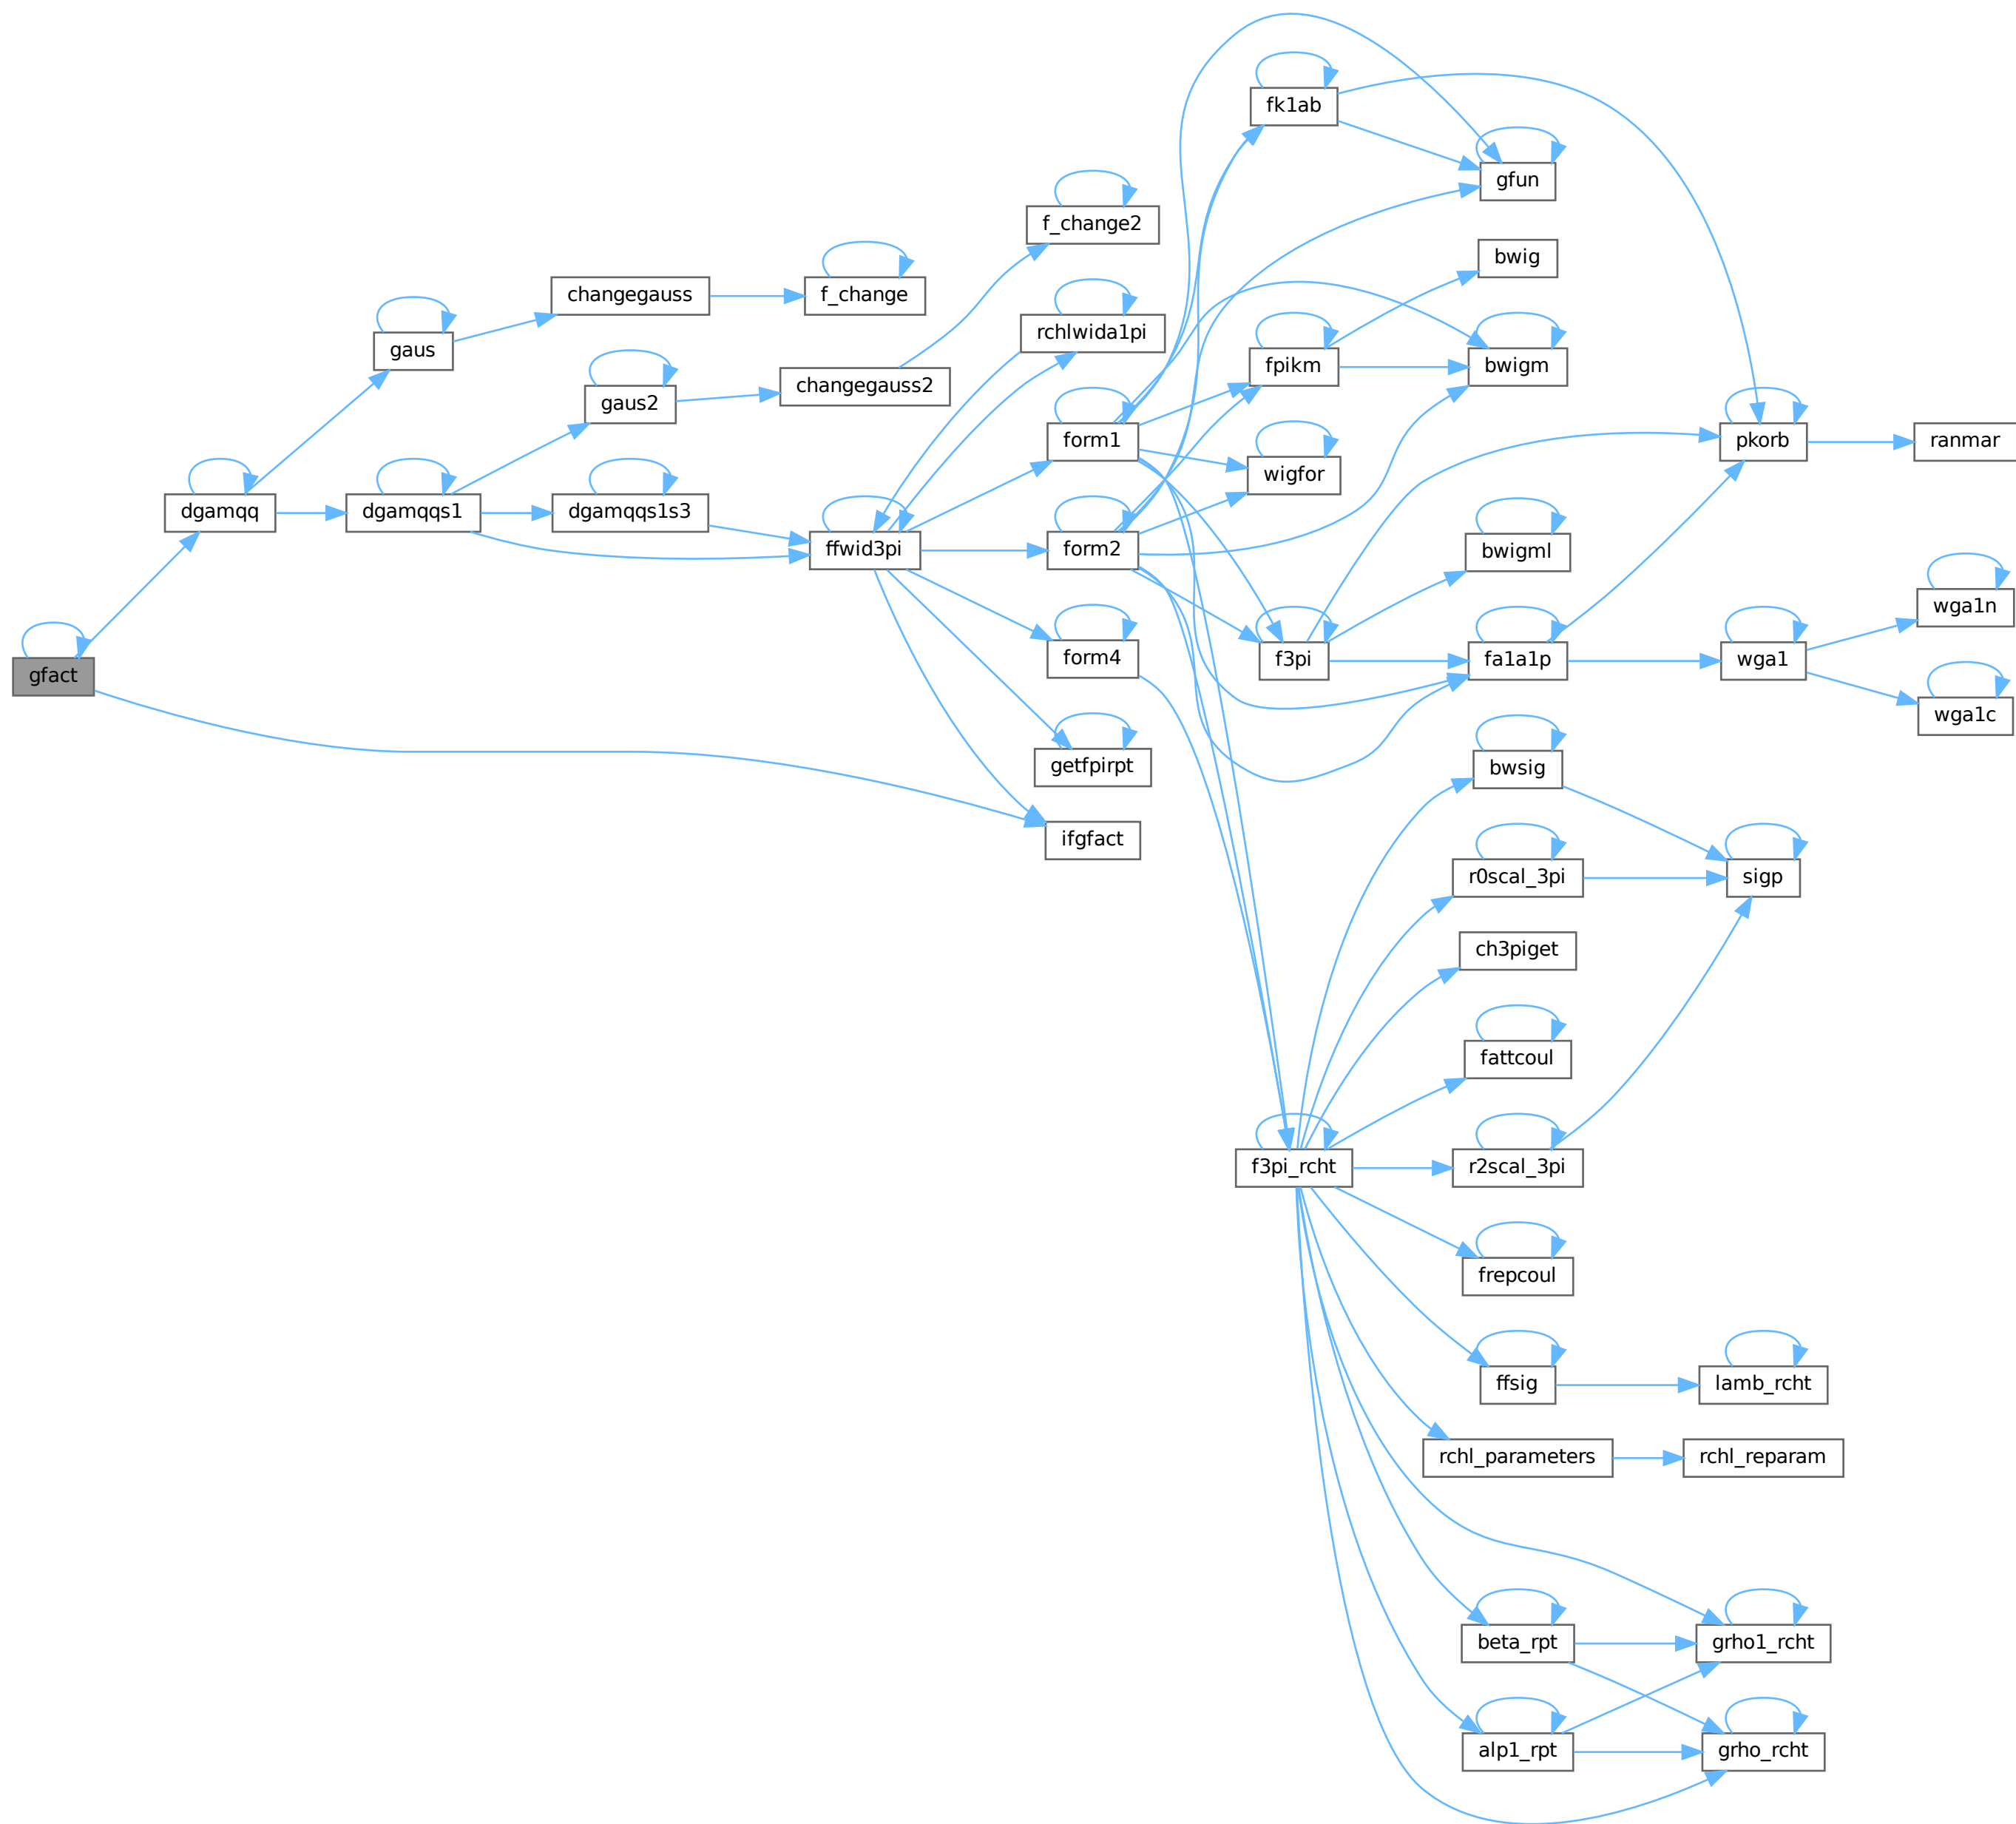 fk1ab
gfun
f_change2
bwig
changegauss
f_change
rchlwida1pi
gaus
fpikm
bwigm
changegauss2
gaus2
form1
pkorb
ranmar
wigfor
dgamqq
dgamqqs1
dgamqqs1s3
ffwid3pi
form2
bwigml
wga1n
form4
f3pi
fa1a1p
wga1
gfact
wga1c
getfpirpt
bwsig
ifgfact
r0scal_3pi
sigp
ch3piget
fattcoul
f3pi_rcht
r2scal_3pi
frepcoul
ffsig
lamb_rcht
rchl_parameters
rchl_reparam
beta_rpt
grho1_rcht
alp1_rpt
grho_rcht